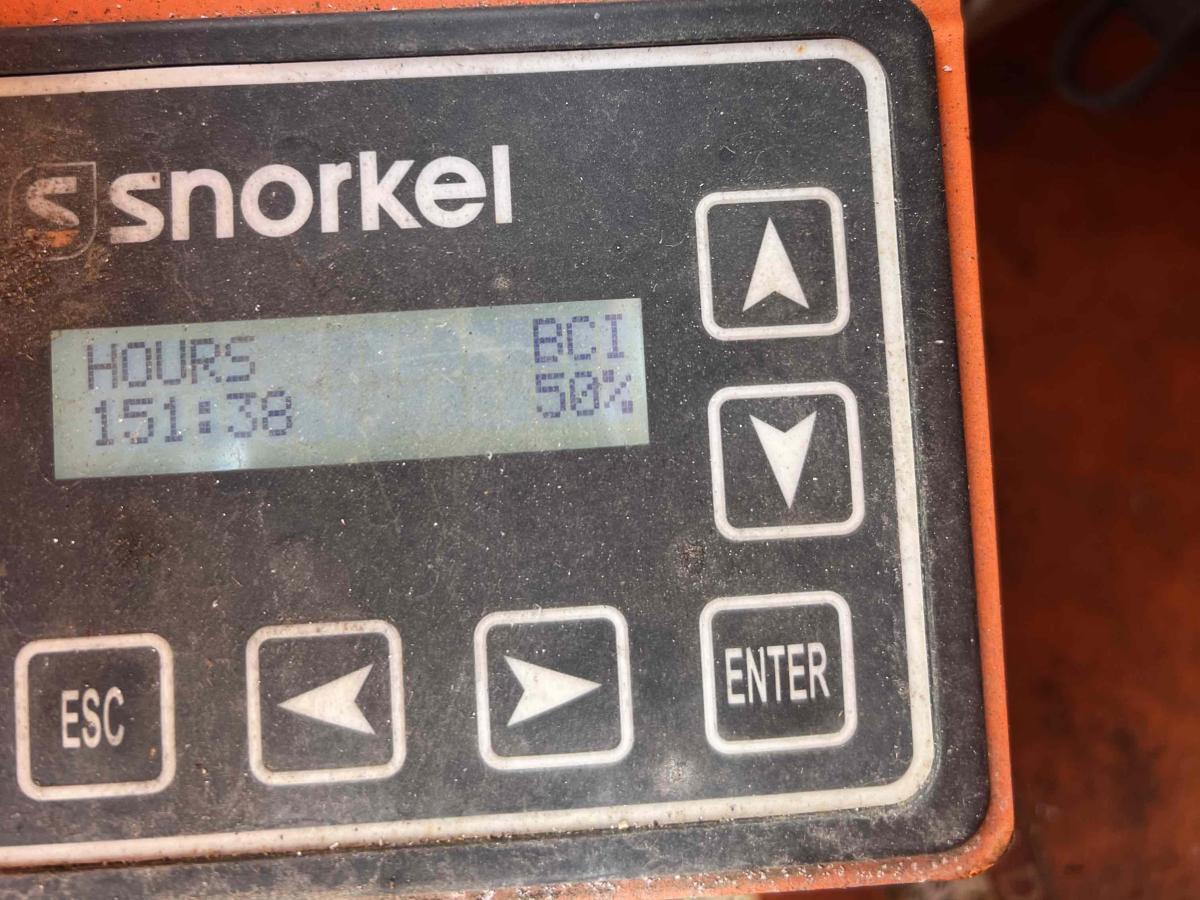 snorkel
HOURS BCI
151:38 50%
ESC
ENTER